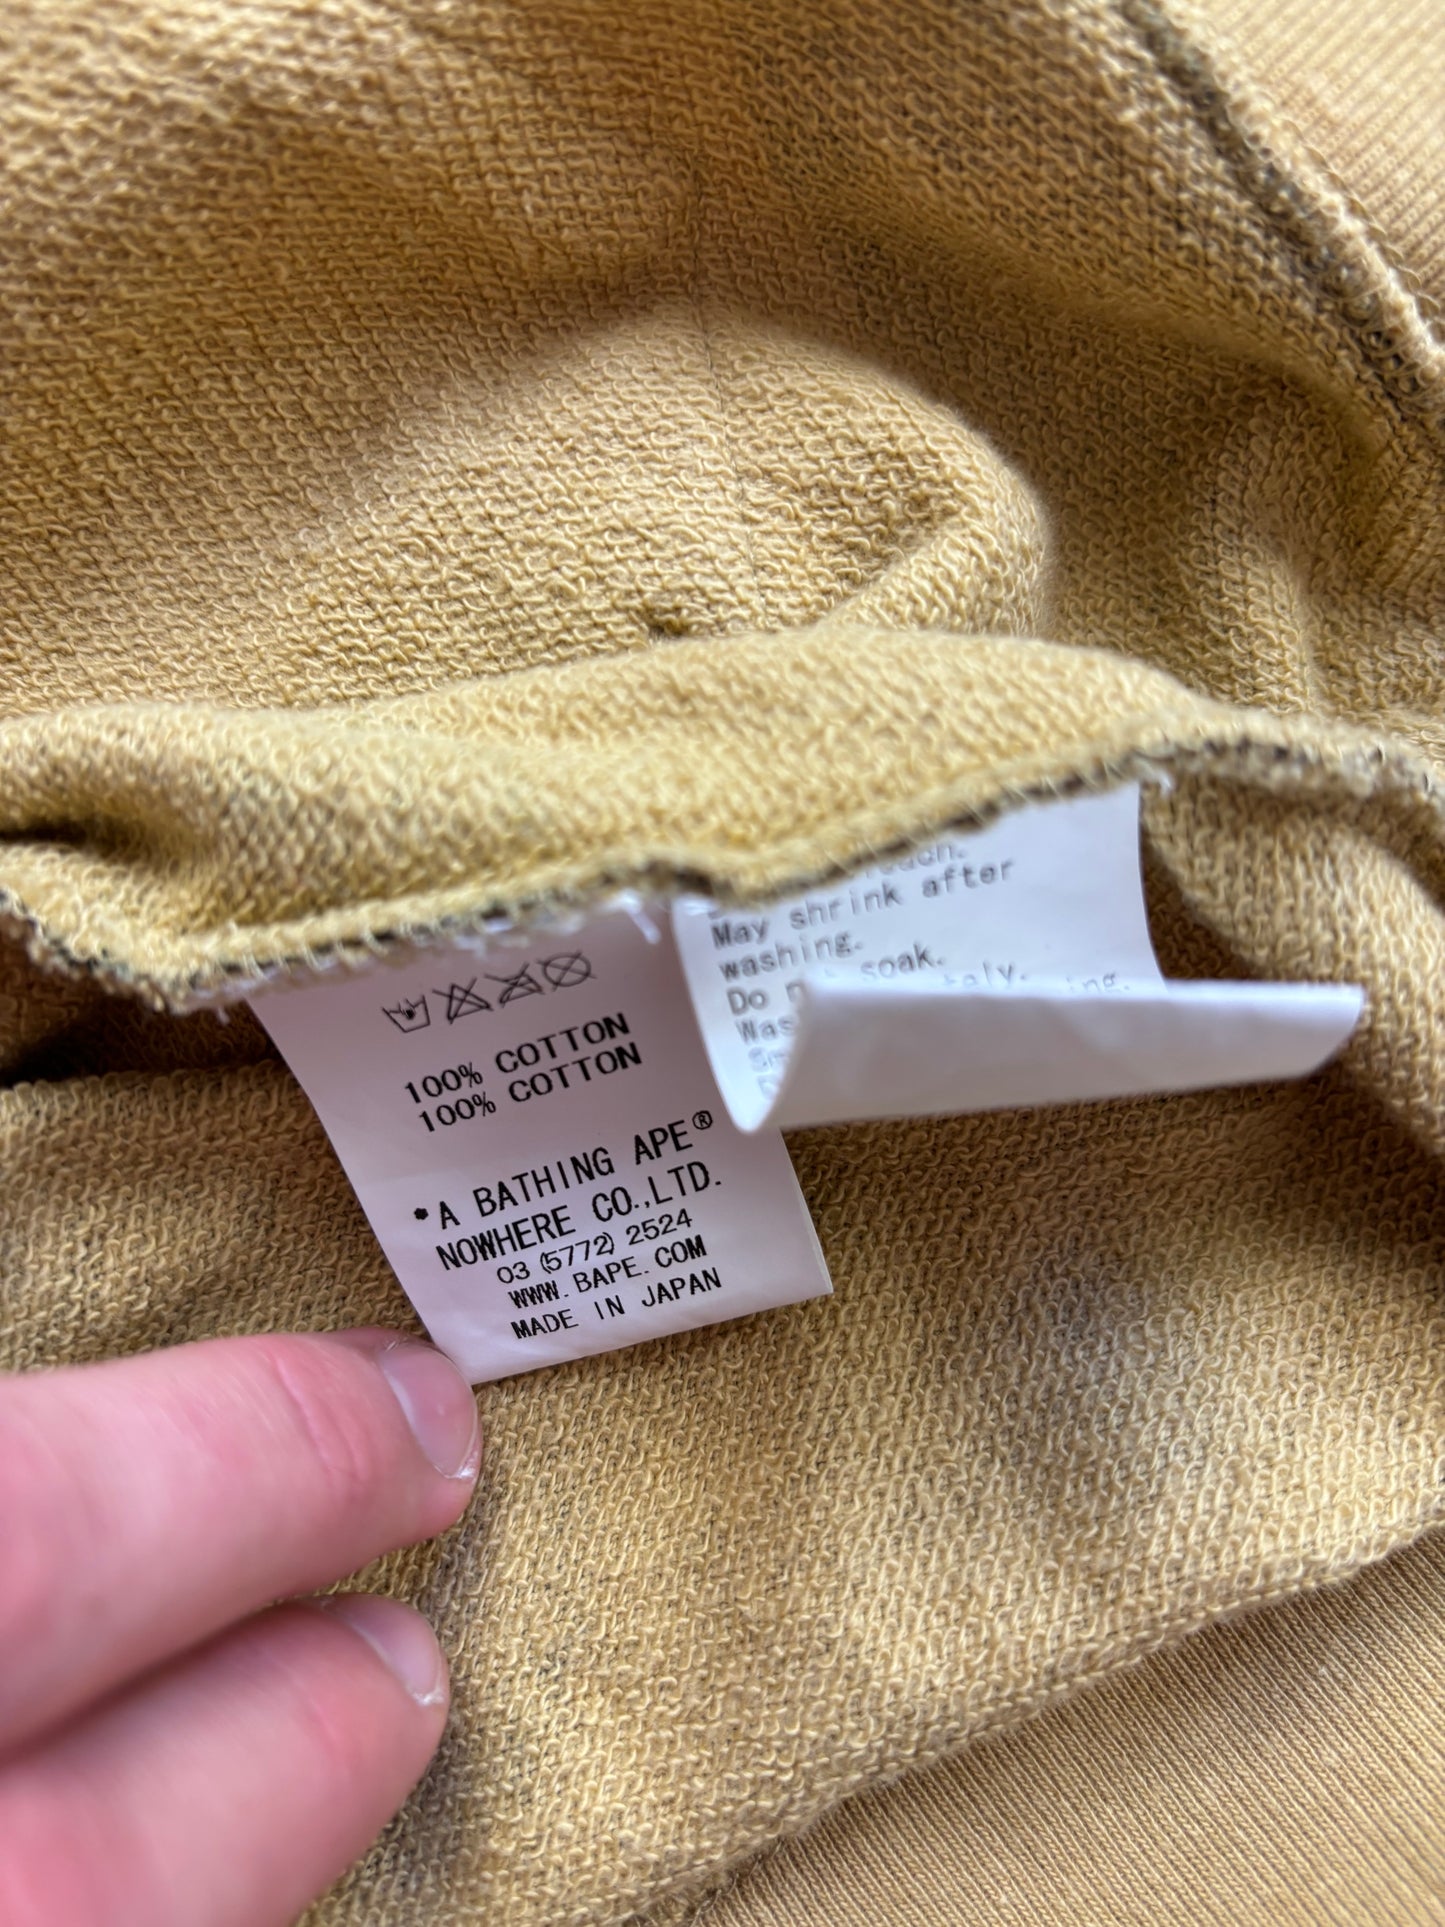 100% COTTON
100% COTTON
*A BATHING APE®
NOWHERE CO.,LTD.
03 (5772) 2524
WWW. BAPE. COM
MADE IN JAPAN
May shrink after
washing.
Do soak.